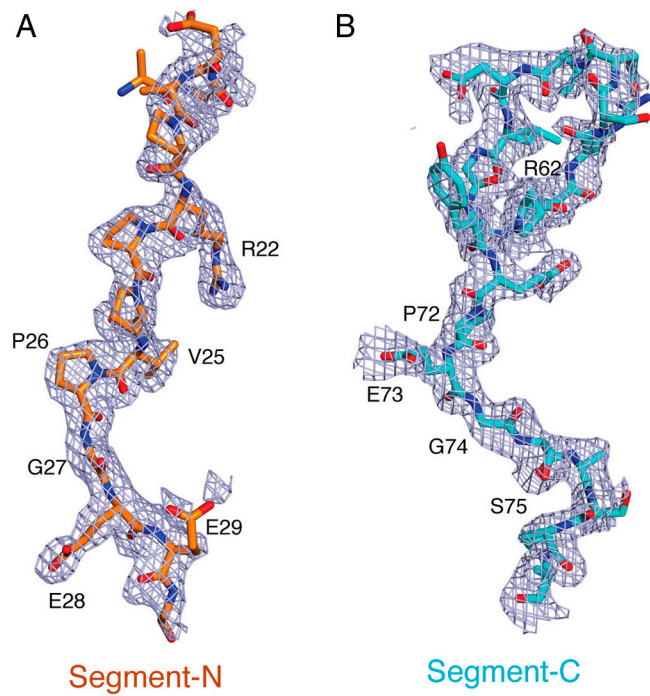 A
B
R62
R22
P72
P26
V25
E73
G74
G27
S75
E29
E28
Segment-N
Segment-C